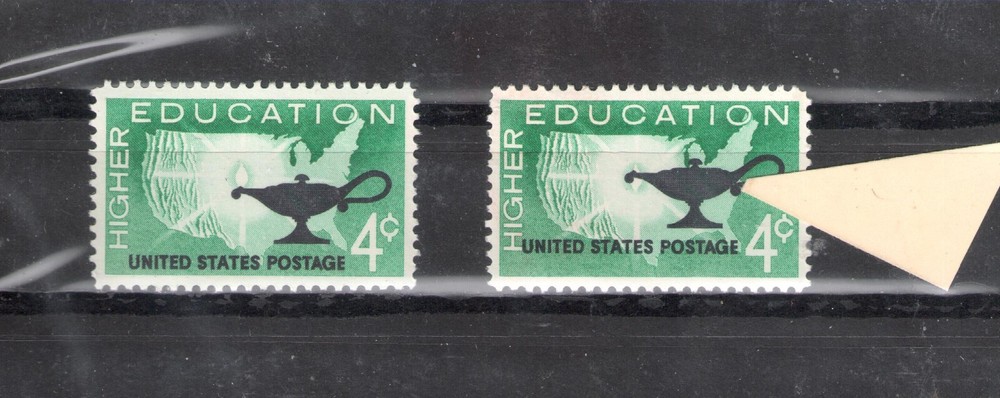 HIGHER EDUCATION
UNITED STATES POSTAGE 4¢
HIGHER EDUCATION
UNITED STATES POSTAGE 4¢